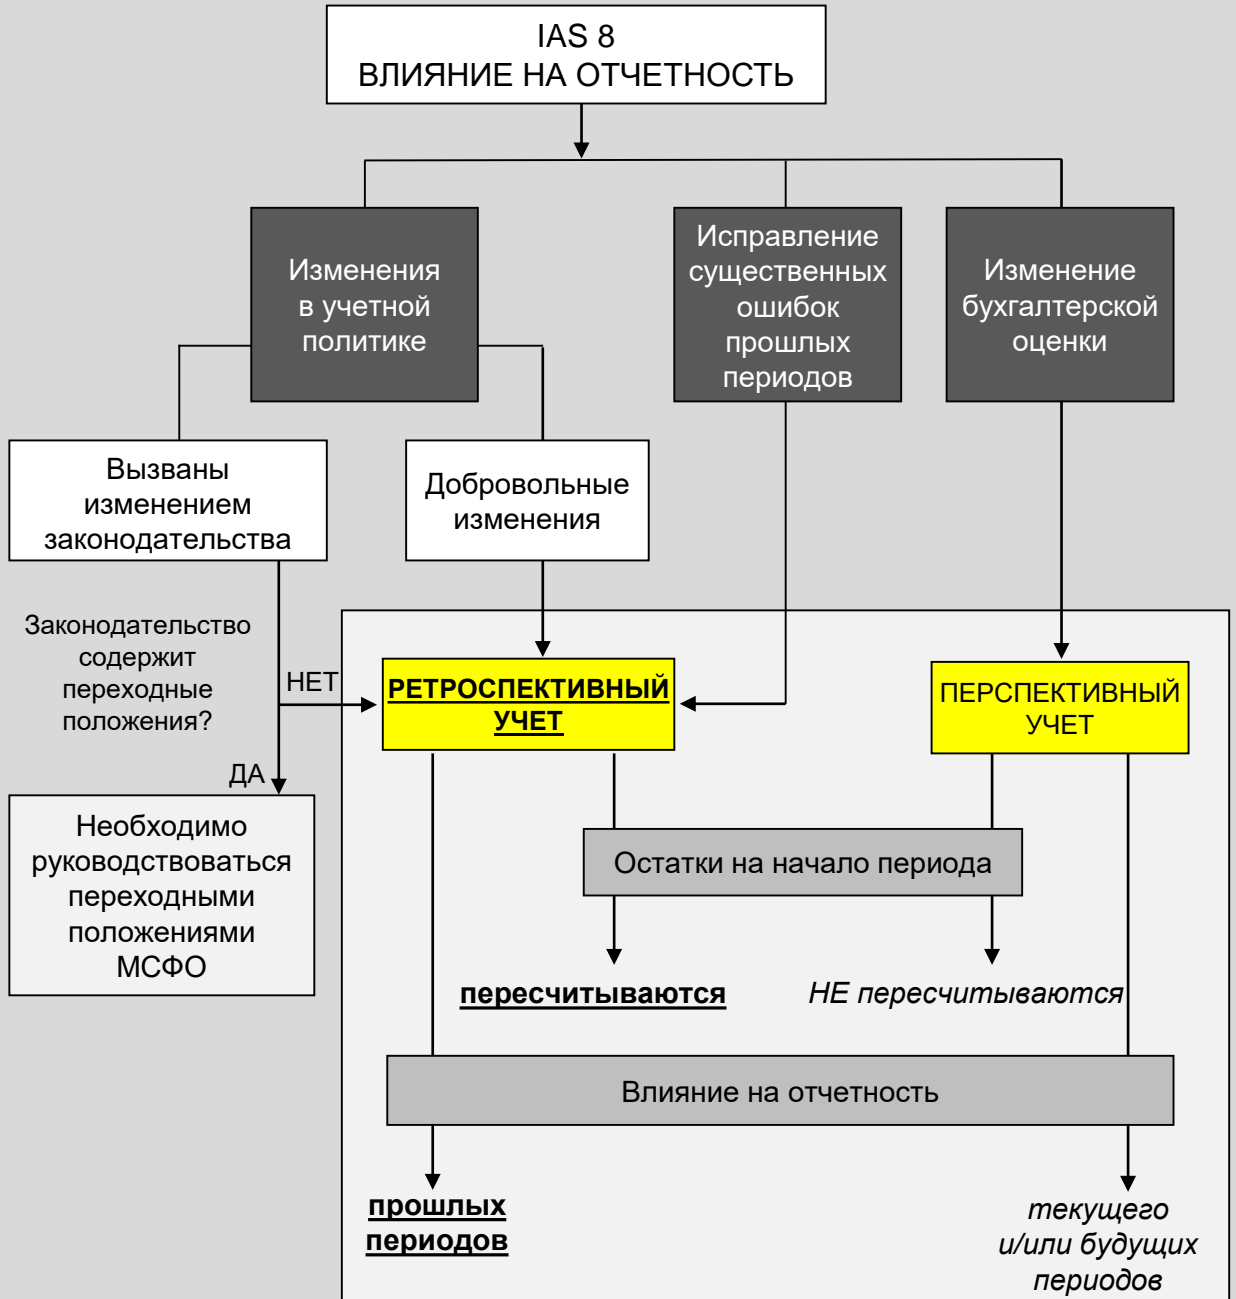 IAS 8
ВЛИЯНИЕ НА ОТЧЕТНОСТЬ
Изменения
в учетной
политике
Исправление
существенных
ошибок
прошлых
периодов
Изменение
бухгалтерской
оценки
Вызваны
изменением
законодательства
Добровольные
изменения
Законодательство
содержит
переходные
положения?
НЕТ
РЕТРОСПЕКТИВНЫЙ
УЧЕТ
ПЕРСПЕКТИВНЫЙ
УЧЕТ
ДА
Необходимо
руководствоваться
переходными
положениями
МСФО
Остатки на начало периода
пересчитываются
НЕ пересчитываются
Влияние на отчетность
прошлых
периодов
текущего
и/или будущих
периодов